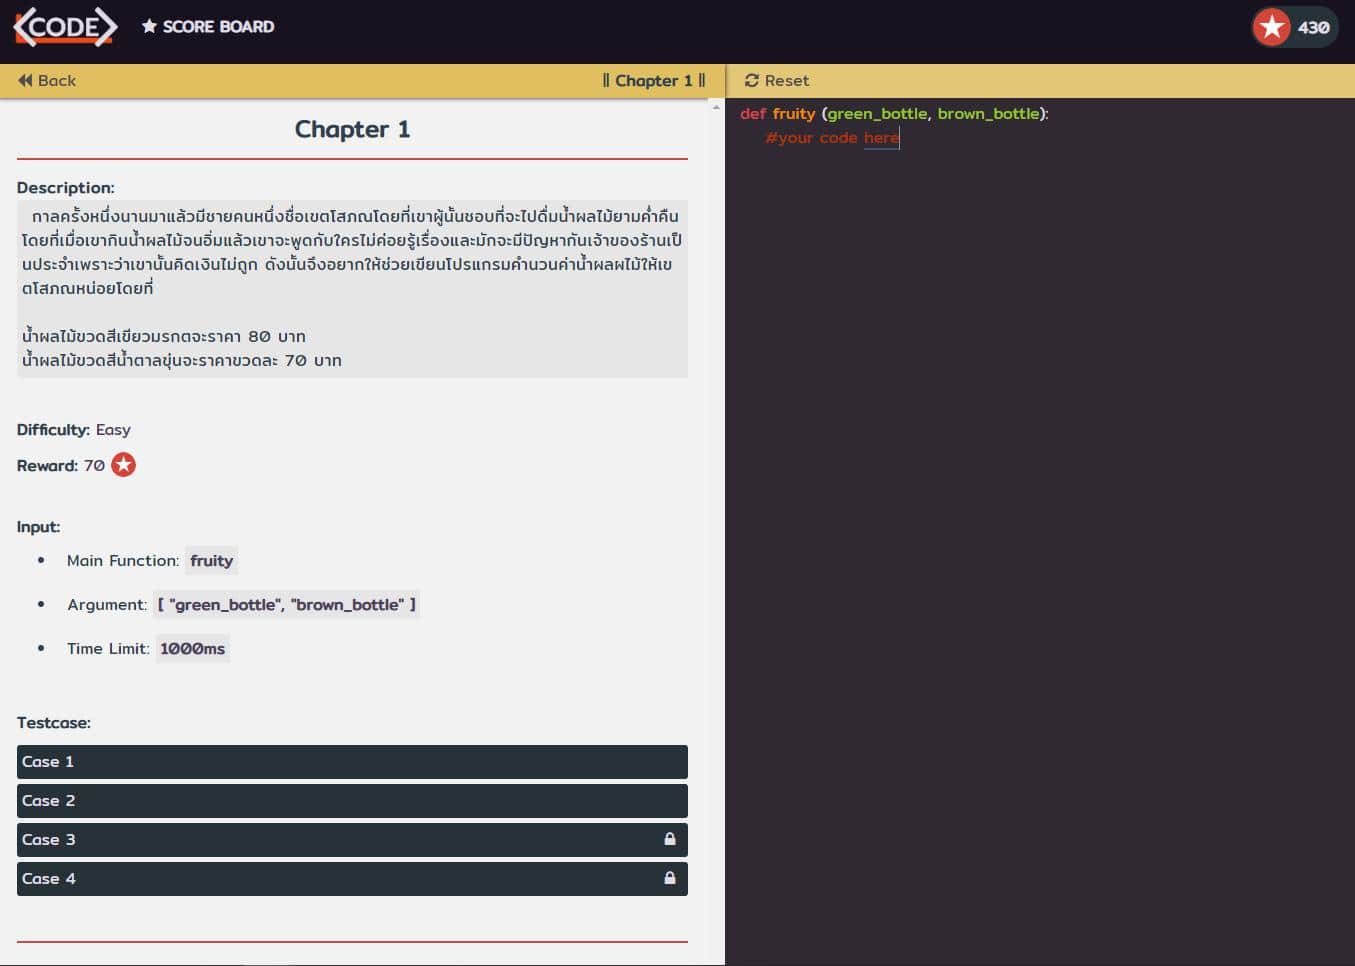 CODE
SCORE BOARD
430
Back
|| Chapter 1 ||
Reset
Chapter 1
Description:
กาลครั้งหนึ่งนานมาแล้วมีชายคนหนึ่งชื่อเขตโสภณโดยที่เขาผู้นั้นชอบที่จะไปดื่มน้ำผลไม้ยามค่ำคืน
โดยที่เมื่อเขากินน้ำผลไม้จนอิ่มแล้วเขาจะพูดกับใครไม่ค่อยรู้เรื่องและมักจะมีปัญหากันเจ้าของร้านเป็
นประจำเพราะว่าเขานั้นคิดเงินไม่ถูก ดังนั้นจึงอยากให้ช่วยเขียนโปรแกรมคำนวนค่าน้ำผลผไม้ให้เข
ตโสภณหน่อยโดยที่
น้ำผลไม้ขวดสีเขียวมรกตจะราคา 80 บาท
น้ำผลไม้ขวดสีน้ำตาลขุ่นจะราคาขวดละ 70 บาท
Difficulty: Easy
Reward: 70
Input:
Main Function: fruity
Argument: [ "green_bottle", "brown_bottle" ]
Time Limit: 1000ms
Testcase:
Case 1
Case 2
Case 3
Case 4
def fruity (green_bottle, brown_bottle):
#your code here